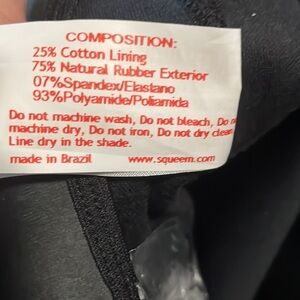 COMPOSITION:
25% Cotton Lining
75% Natural Rubber Exterior
07%Spandex/Elastano
93%Polyamide/Poliamida
Do not machine wash, Do not bleach, Do
machine dry, Do not iron, Do not dry clean
Line dry in the shade.
made in Brazil www.squeem.com